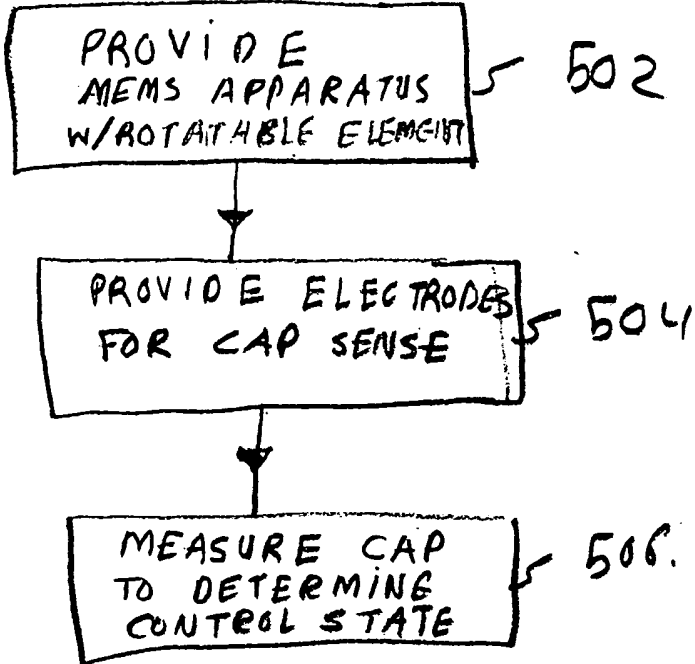 PROVIDE
MEMS APPARATUS
W/ROTATABLE ELEMENT
502
PROVIDE ELECTRODES
FOR CAP SENSE
504
MEASURE CAP
TO DETERMINING
CONTROL STATE
506.